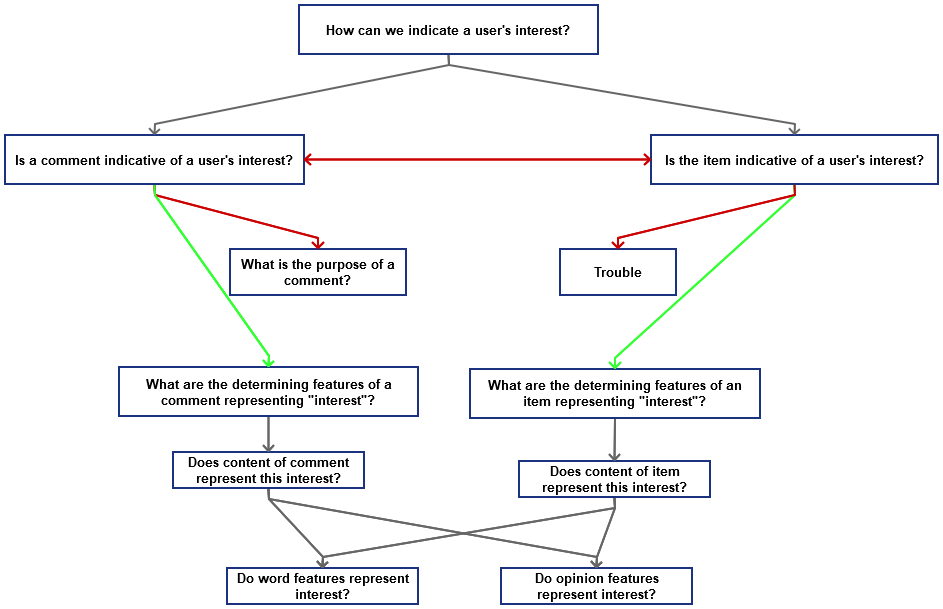 How can we indicate a user's interest?
Is a comment indicative of a user's interest?
Is the item indicative of a user's interest?
What is the purpose of a
comment?
Trouble
What are the determining features of a
comment representing "interest"?
What are the determining features of an
item representing "interest"?
Does content of comment
represent this interest?
Does content of item
represent this interest?
Do word features represent
interest?
Do opinion features
represent interest?